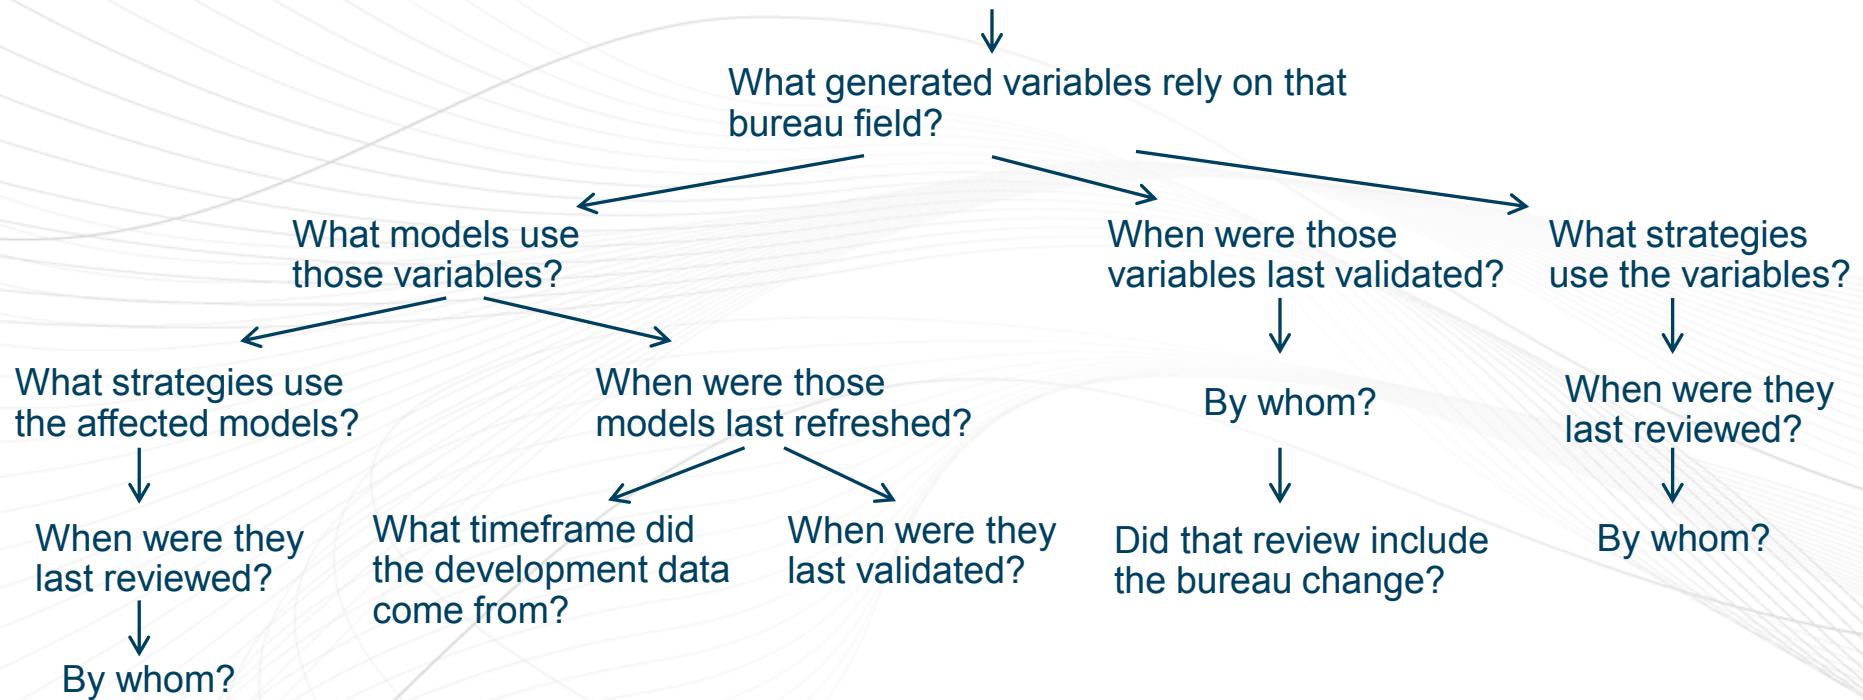 What generated variables rely on that
bureau field?
What models use
those variables?
When were those
variables last validated?
What strategies
use the variables?
What strategies use
the affected models?
When were those
models last refreshed?
By whom?
When were they
last reviewed?
When were they
last reviewed?
What timeframe did
the development data
come from?
When were they
last validated?
Did that review include
the bureau change?
By whom?
By whom?